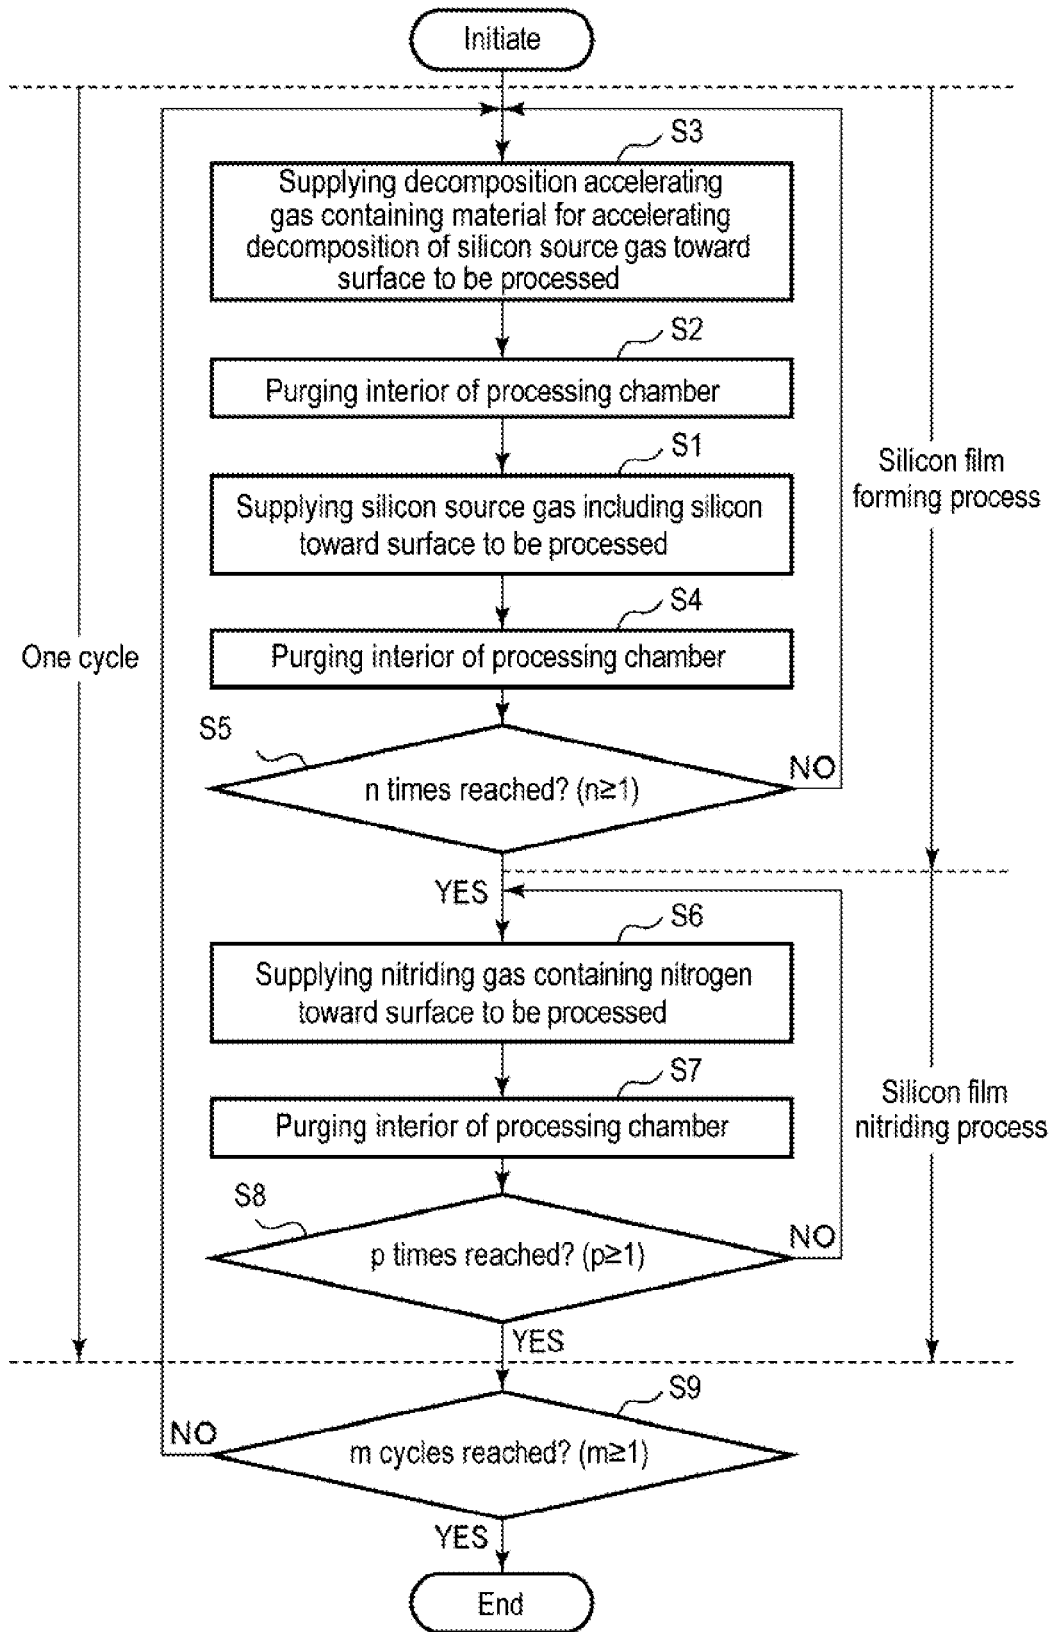 Initiate
S3
Supplying decomposition accelerating
gas containing material for accelerating
decomposition of silicon source gas toward
surface to be processed
S2
Purging interior of processing chamber
S1
Supplying silicon source gas including silicon
toward surface to be processed
Silicon film
forming process
S4
Purging interior of processing chamber
One cycle
S5
n times reached? (n≥1)
NO
YES
S6
Supplying nitriding gas containing nitrogen
toward surface to be processed
S7
Purging interior of processing chamber
Silicon film
nitriding process
S8
p times reached? (p≥1)
NO
YES
S9
m cycles reached? (m≥1)
NO
YES
End